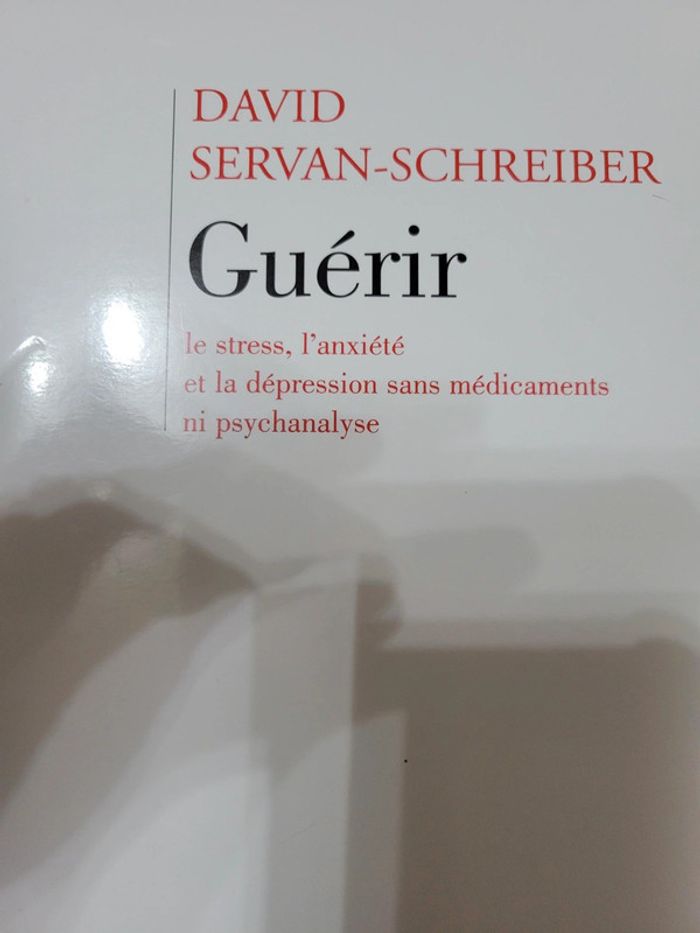 DAVID
SERVAN-SCHREIBER
Guérir
le stress, l'anxiété
et la dépression sans médicaments
ni psychanalyse